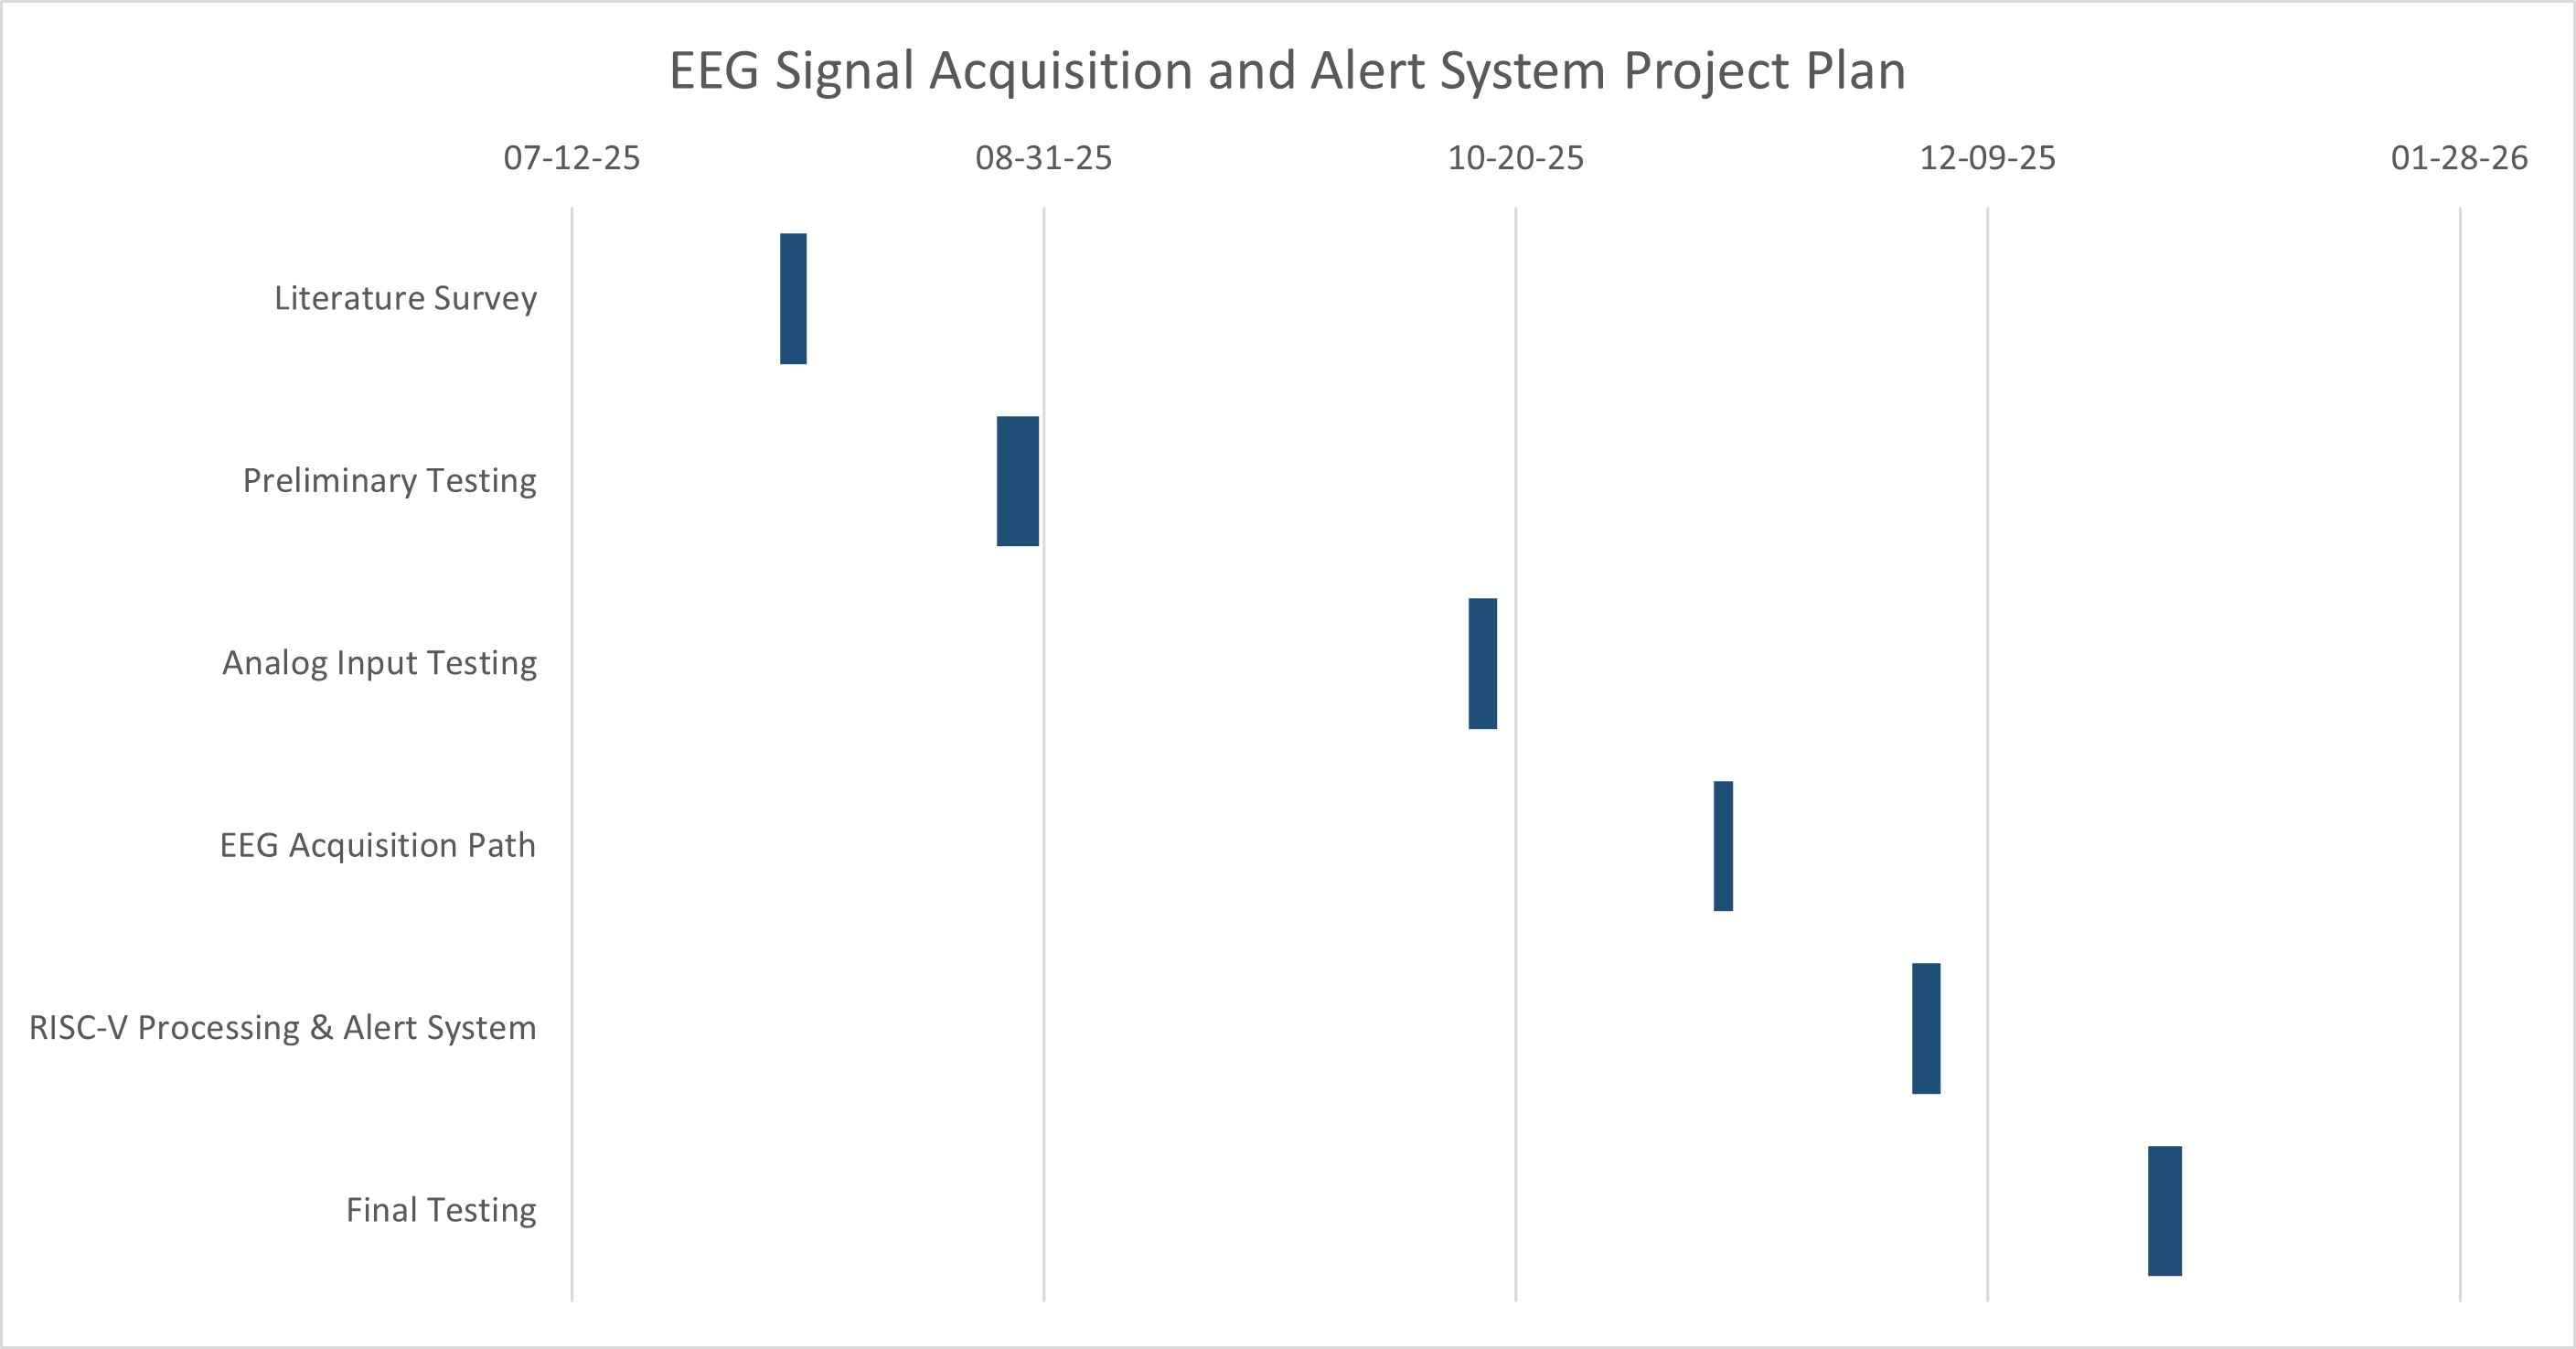 EEG Signal Acquisition and Alert System Project Plan
07-12-25 08-31-25 10-20-25 12-09-25 01-28-26
Literature Survey
Preliminary Testing
Analog Input Testing
EEG Acquisition Path
RISC-V Processing & Alert System
Final Testing